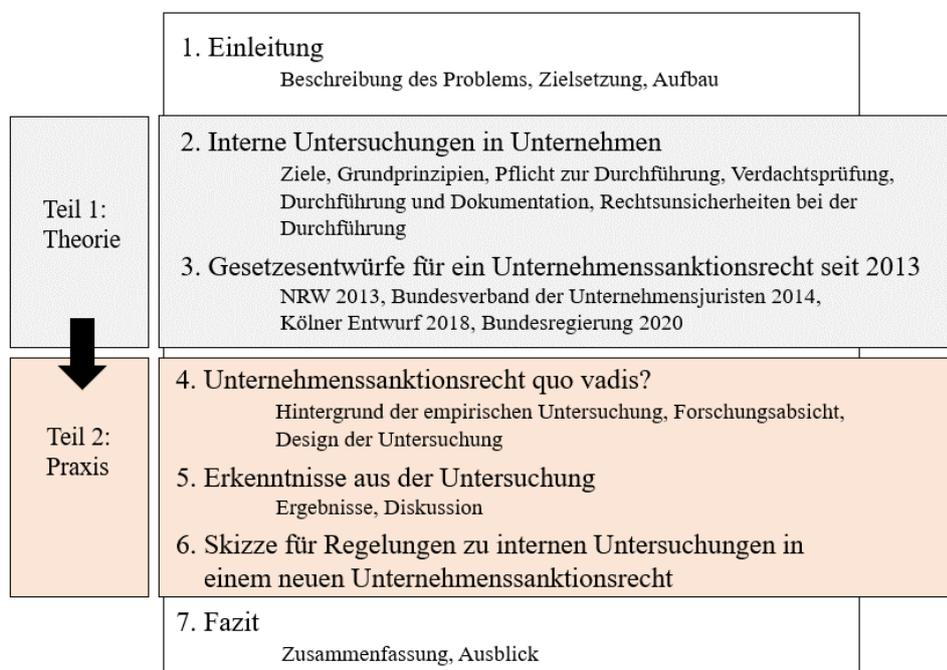 1. Einleitung
Beschreibung des Problems, Zielsetzung, Aufbau
Teil 1:
Theorie
2. Interne Untersuchungen in Unternehmen
Ziele, Grundprinzipien, Pflicht zur Durchführung, Verdachtsprüfung,
Durchführung und Dokumentation, Rechtsunsicherheiten bei der
Durchführung
3. Gesetzesentwürfe für ein Unternehmenssanktionsrecht seit 2013
NRW 2013, Bundesverband der Unternehmensjuristen 2014,
Kölner Entwurf 2018, Bundesregierung 2020
Teil 2:
Praxis
4. Unternehmenssanktionsrecht quo vadis?
Hintergrund der empirischen Untersuchung, Forschungsabsicht,
Design der Untersuchung
5. Erkenntnisse aus der Untersuchung
Ergebnisse, Diskussion
6. Skizze für Regelungen zu internen Untersuchungen in
einem neuen Unternehmenssanktionsrecht
7. Fazit
Zusammenfassung, Ausblick